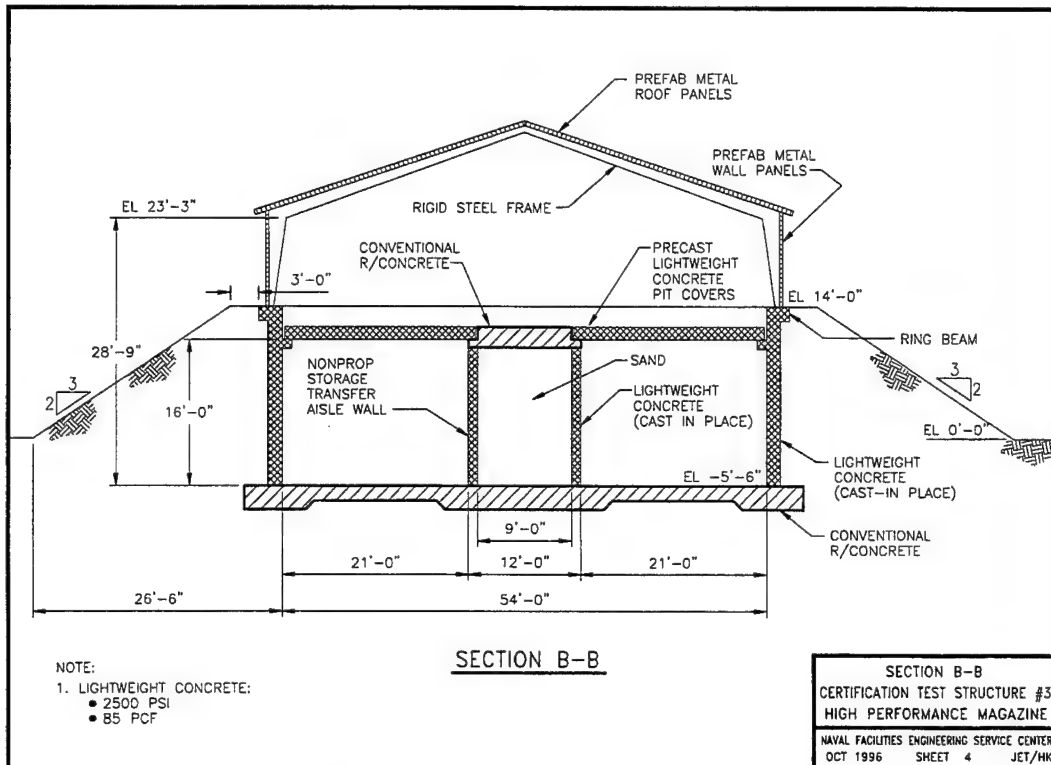 PREFAB METAL
ROOF PANELS
PREFAB METAL
WALL PANELS
EL 23'-3"
RIGID STEEL FRAME
CONVENTIONAL
R/CONCRETE
PRECAST
LIGHTWEIGHT
CONCRETE
PIT COVERS
3'-0"
EL 14'-0"
RING BEAM
28'-9"
3
2
16'-0"
NONPROP
STORAGE
TRANSFER
AISLE WALL
SAND
LIGHTWEIGHT
CONCRETE
(CAST IN PLACE)
3
2
EL 0'-0"
EL -5'-6"
LIGHTWEIGHT
CONCRETE
(CAST-IN PLACE)
CONVENTIONAL
R/CONCRETE
9'-0"
21'-0"
12'-0"
21'-0"
26'-6"
54'-0"
SECTION B-B
NOTE:
1. LIGHTWEIGHT CONCRETE:
• 2500 PSI
• 85 PCF
SECTION B-B
CERTIFICATION TEST STRUCTURE #3
HIGH PERFORMANCE MAGAZINE
NAVAL FACILITIES ENGINEERING SERVICE CENTER
OCT 1996 SHEET 4 JET/HK